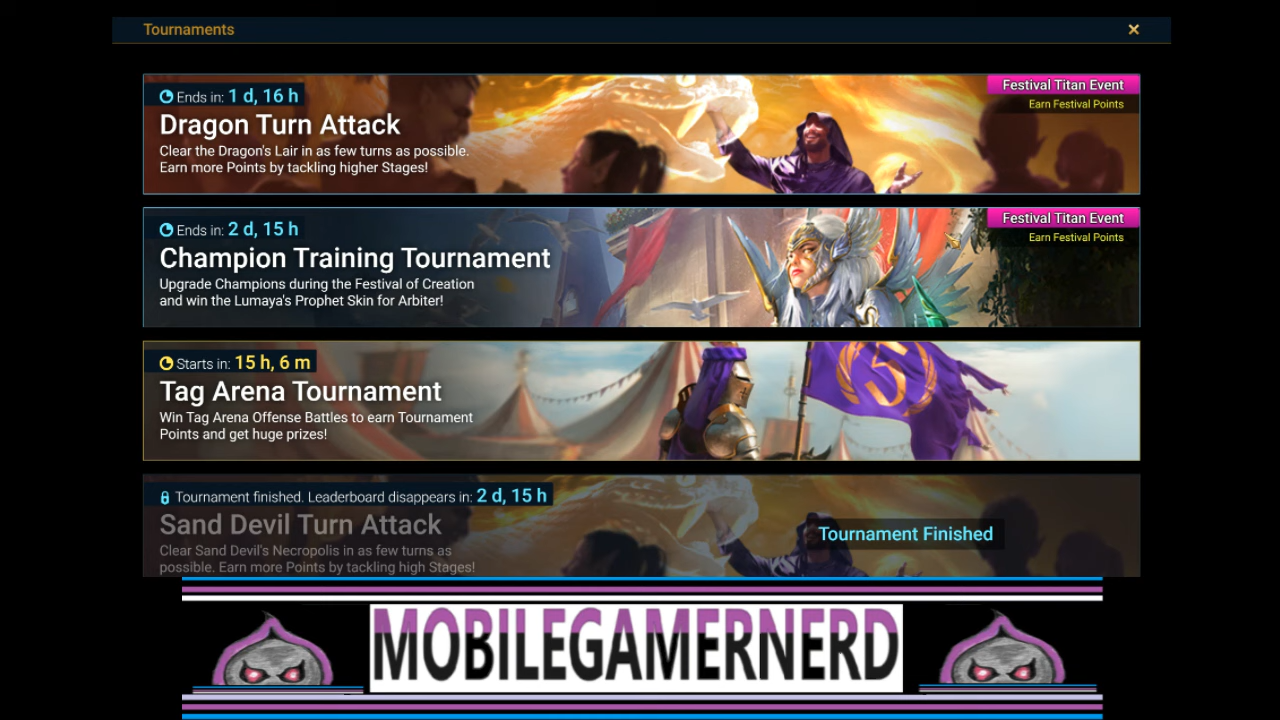 Tournaments
Ends in: 1 d, 16 h
Festival Titan Event
Earn Festival Points
Dragon Turn Attack
Clear the Dragon's Lair in as few turns as possible.
Earn more Points by tackling higher Stages!
Ends in: 2 d, 15 h
Festival Titan Event
Earn Festival Points
Champion Training Tournament
Upgrade Champions during the Festival of Creation
and win the Lumaya's Prophet Skin for Arbiter!
Starts in: 15 h, 6 m
Tag Arena Tournament
Win Tag Arena Offense Battles to earn Tournament
Points and get huge prizes!
Tournament finished. Leaderboard disappears in: 2 d, 15 h
Sand Devil Turn Attack
Tournament Finished
Clear Sand Devil's Necropolis in as few turns as
possible. Earn more Points by tackling high Stages!
MOBILEGAMERNERD